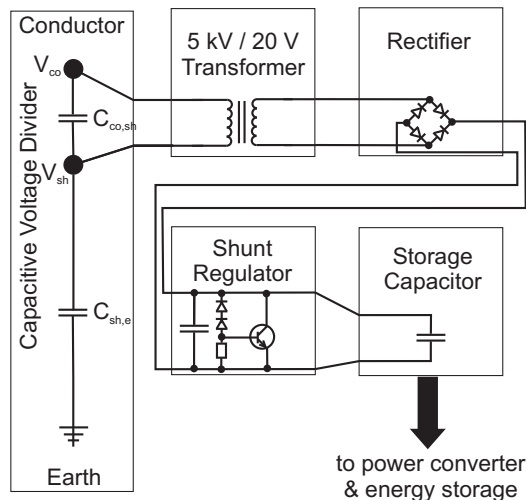 Conductor
V_co
C_co,sh
V_sh
Capacitive Voltage Divider
C_sh,e
Earth
5 kV / 20 V
Transformer
Rectifier
Shunt
Regulator
Storage
Capacitor
to power converter
& energy storage